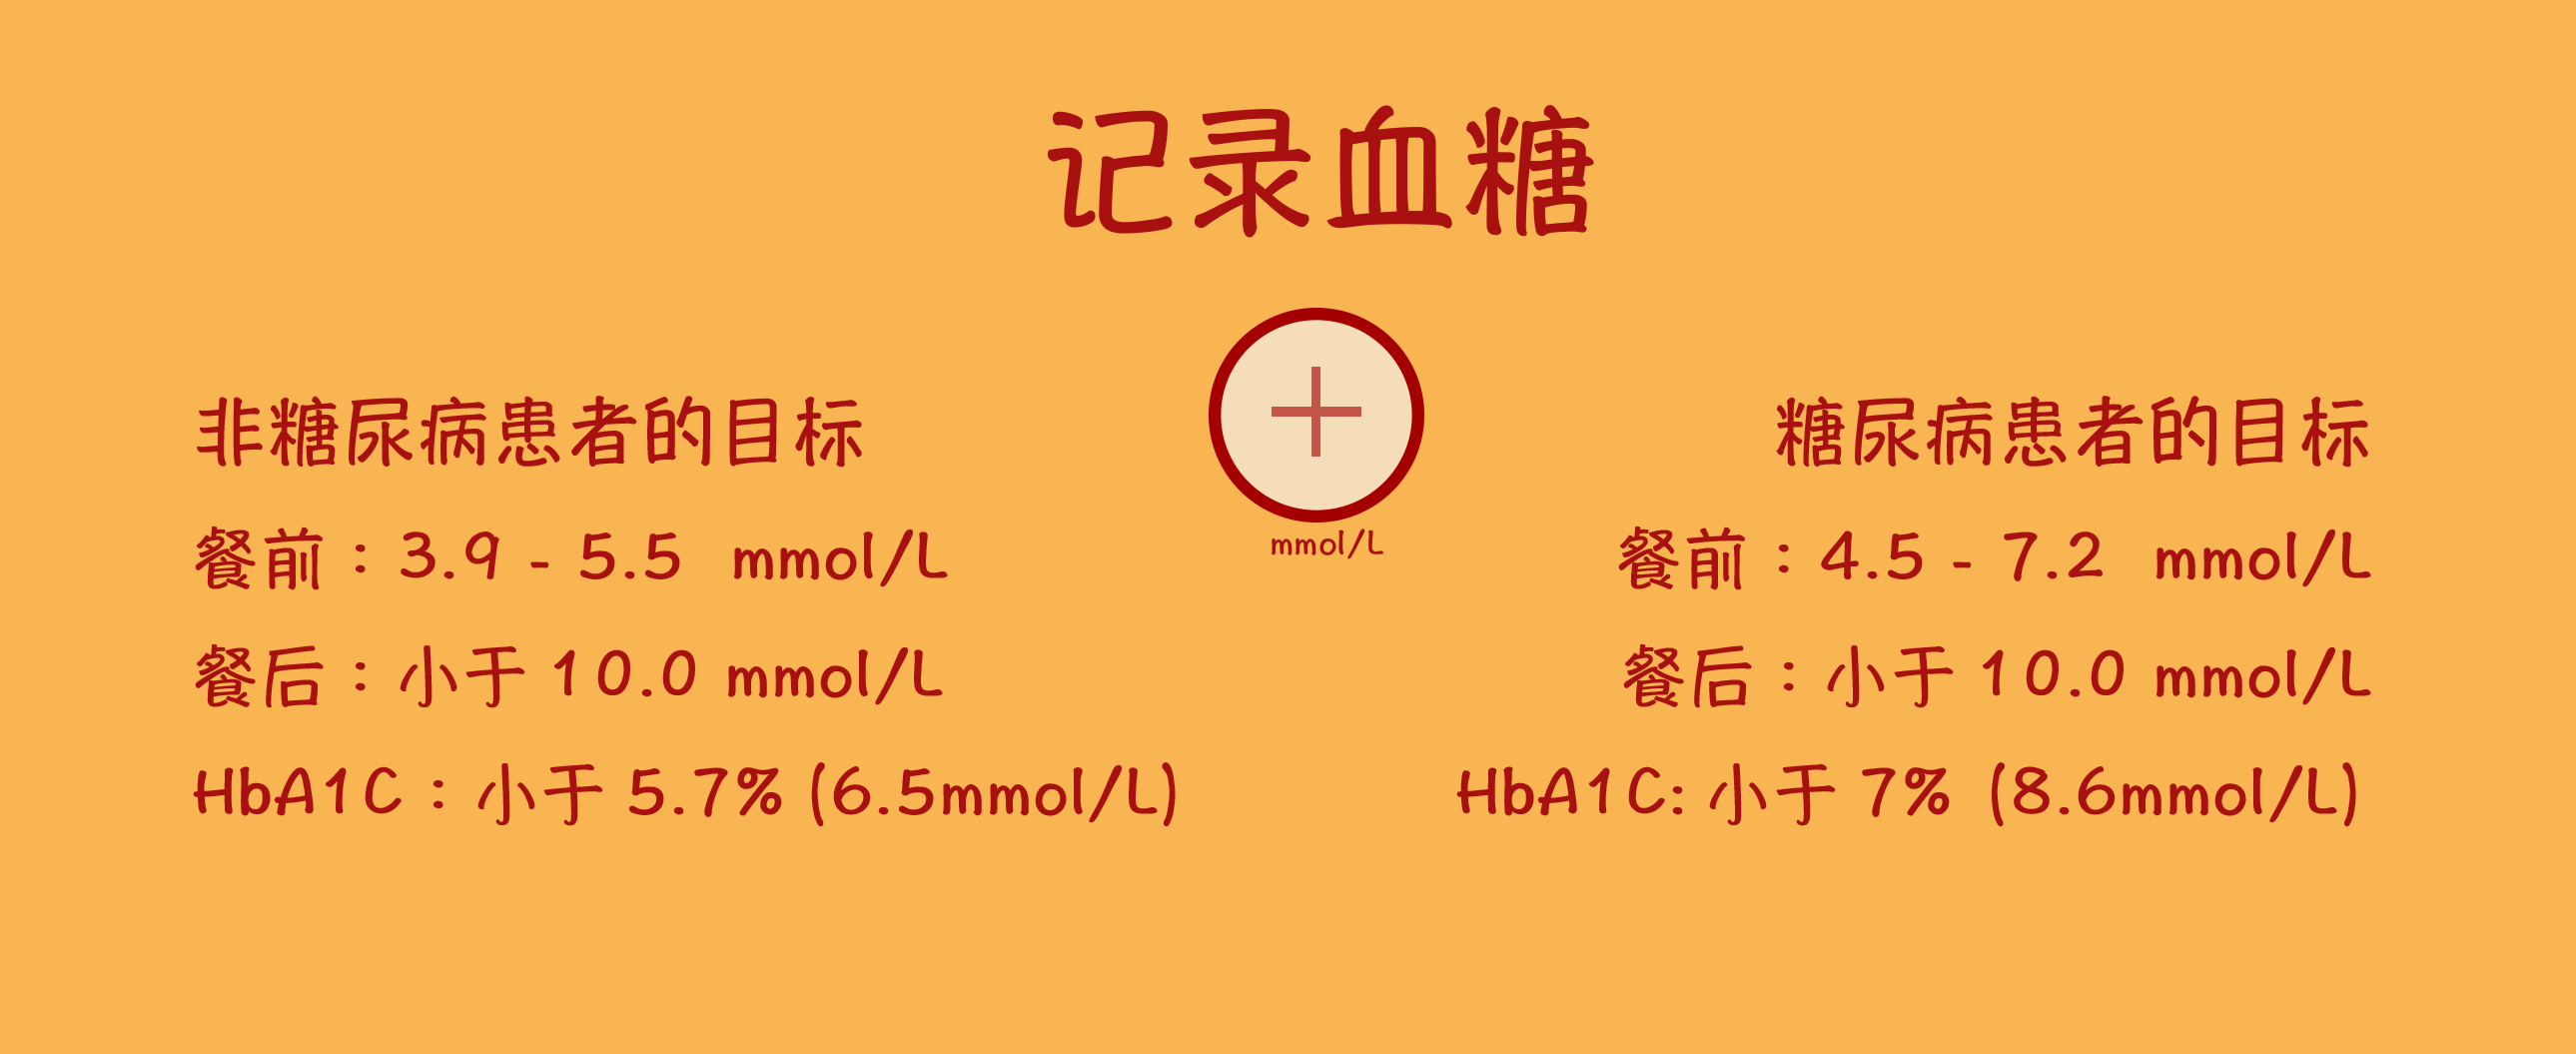 记录血糖
mmol/L
非糖尿病患者的目标
餐前：3.9 - 5.5 mmol/L
餐后：小于 10.0 mmol/L
HbA1C：小于 5.7% (6.5mmol/L)
糖尿病患者的目标
餐前：4.5 - 7.2 mmol/L
餐后：小于 10.0 mmol/L
HbA1C: 小于 7% (8.6mmol/L)